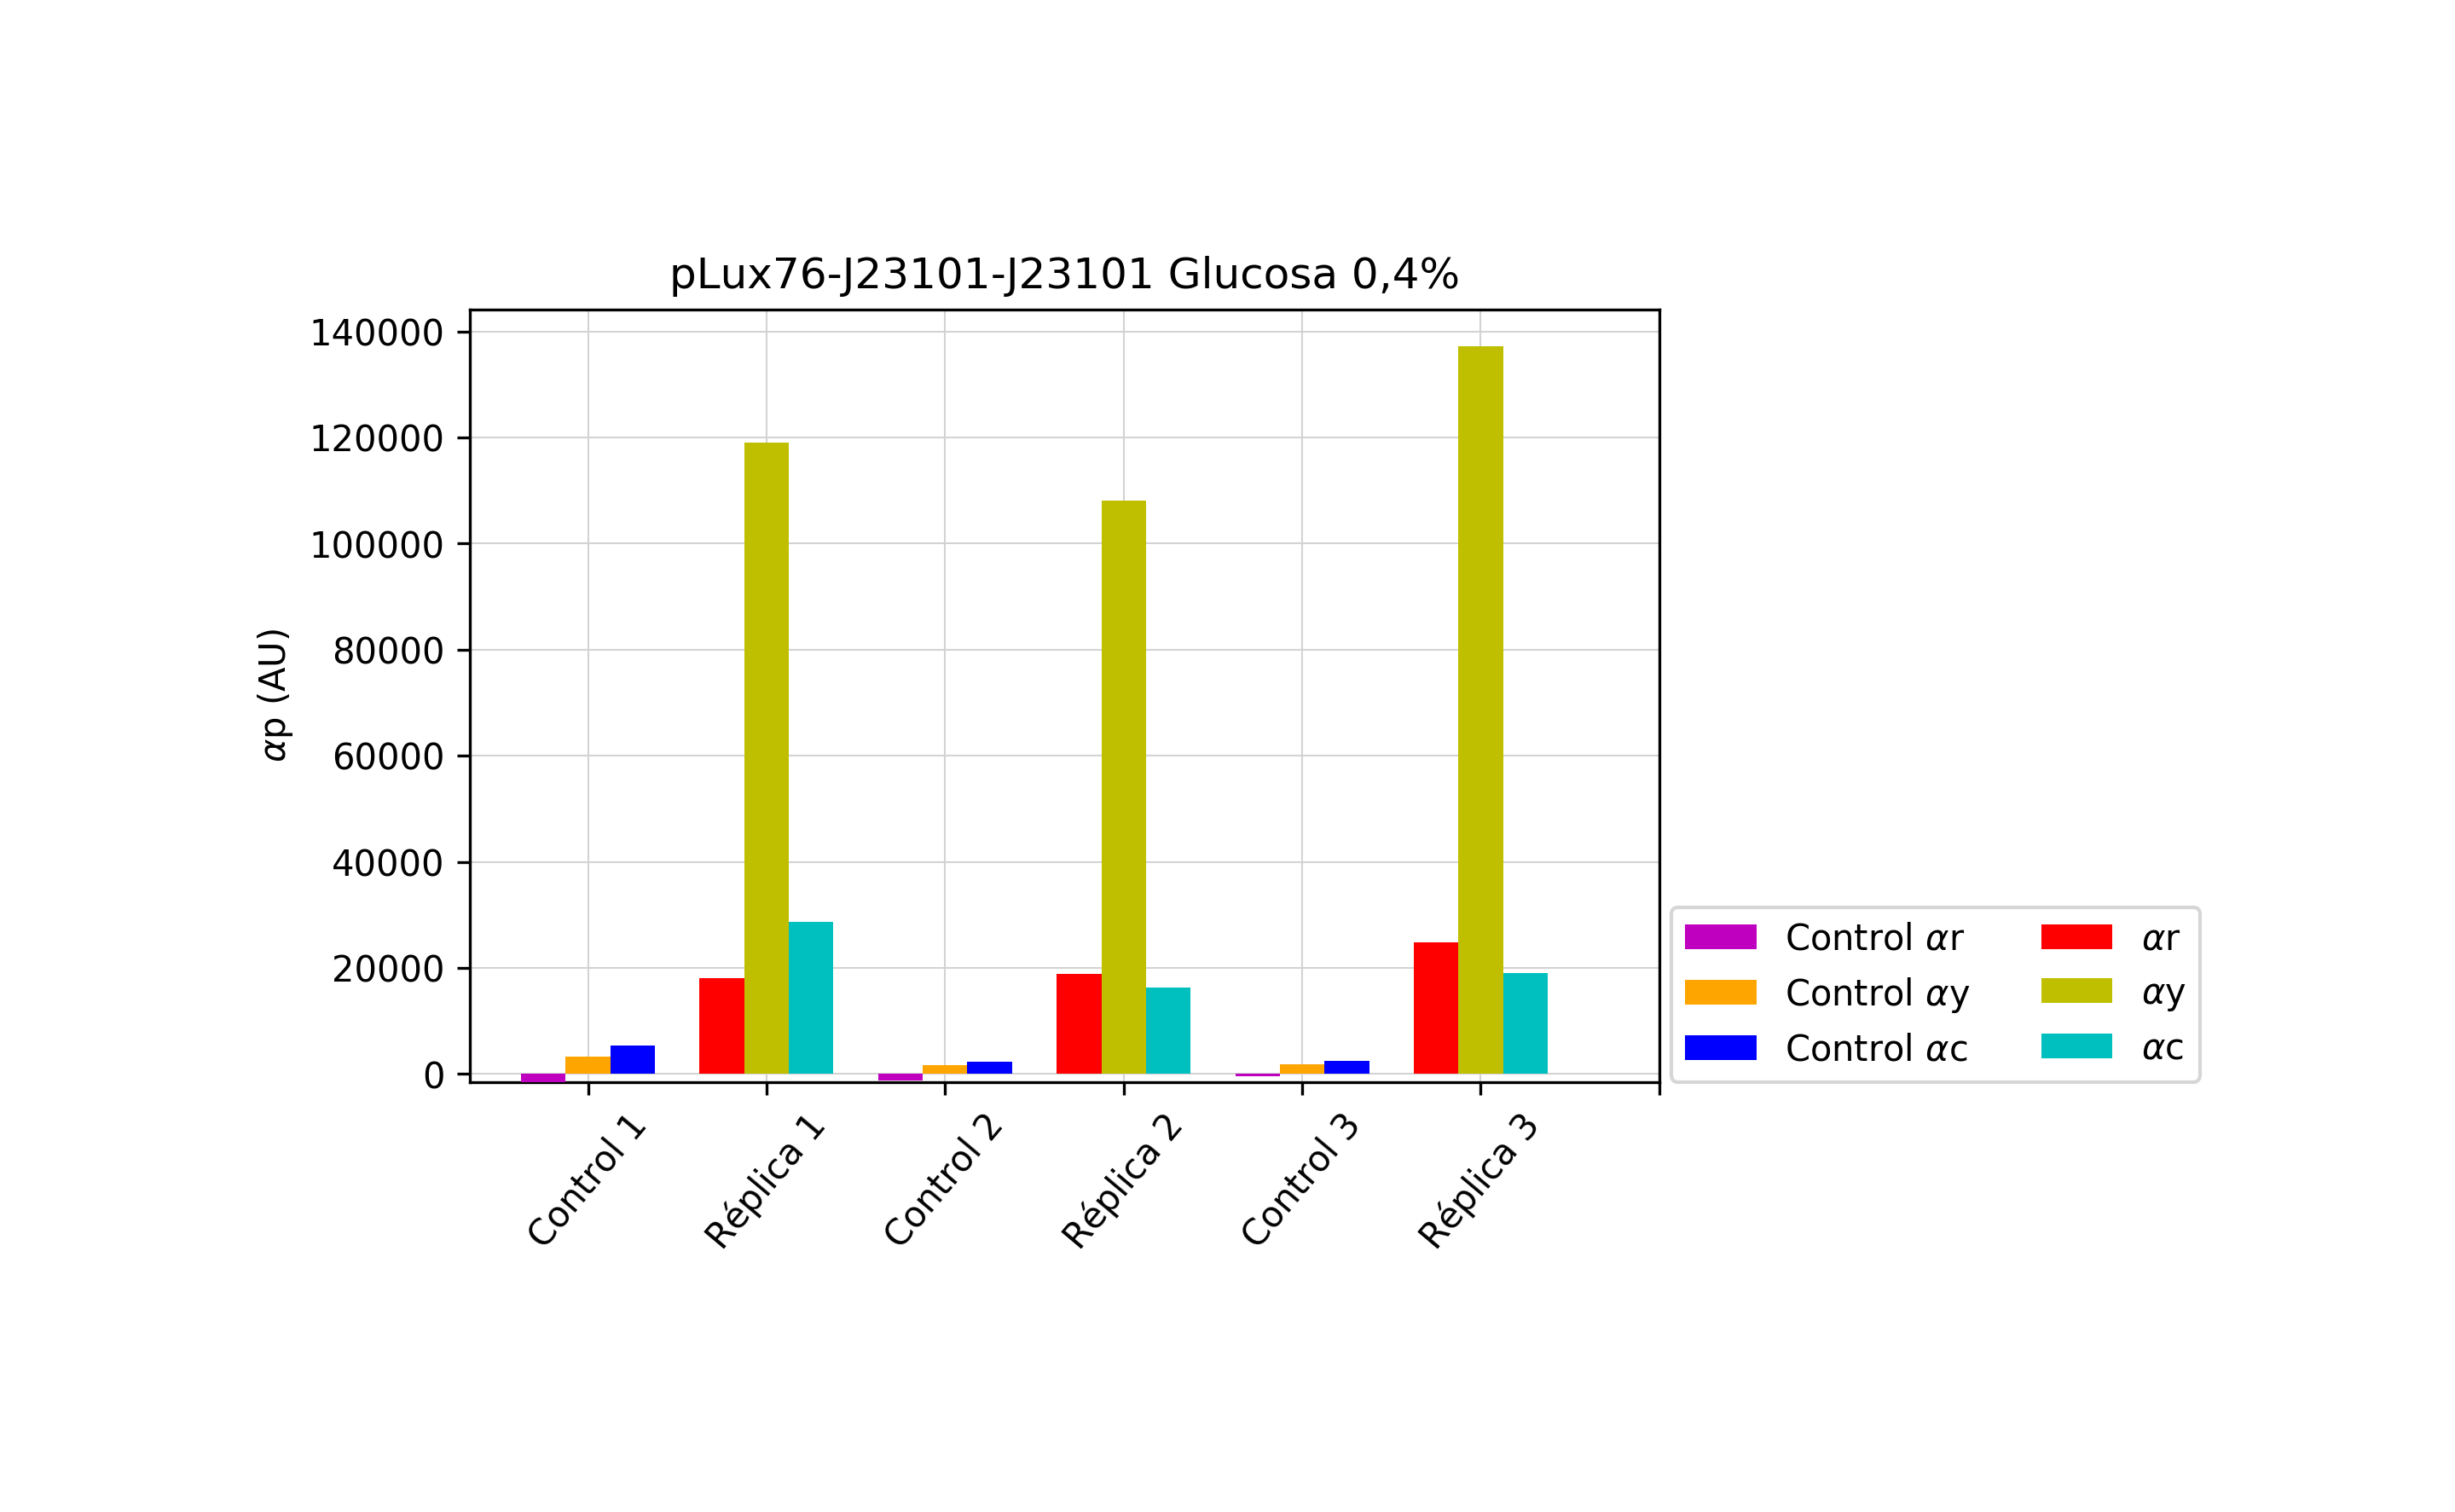 pLux76-J23101-J23101 Glucosa 0,4%
αp (AU)
140000
120000
100000
80000
60000
40000
20000
0
Control 1
Réplica 1
Control 2
Réplica 2
Control 3
Réplica 3
Control αr
Control αy
Control αc
αr
αy
αc